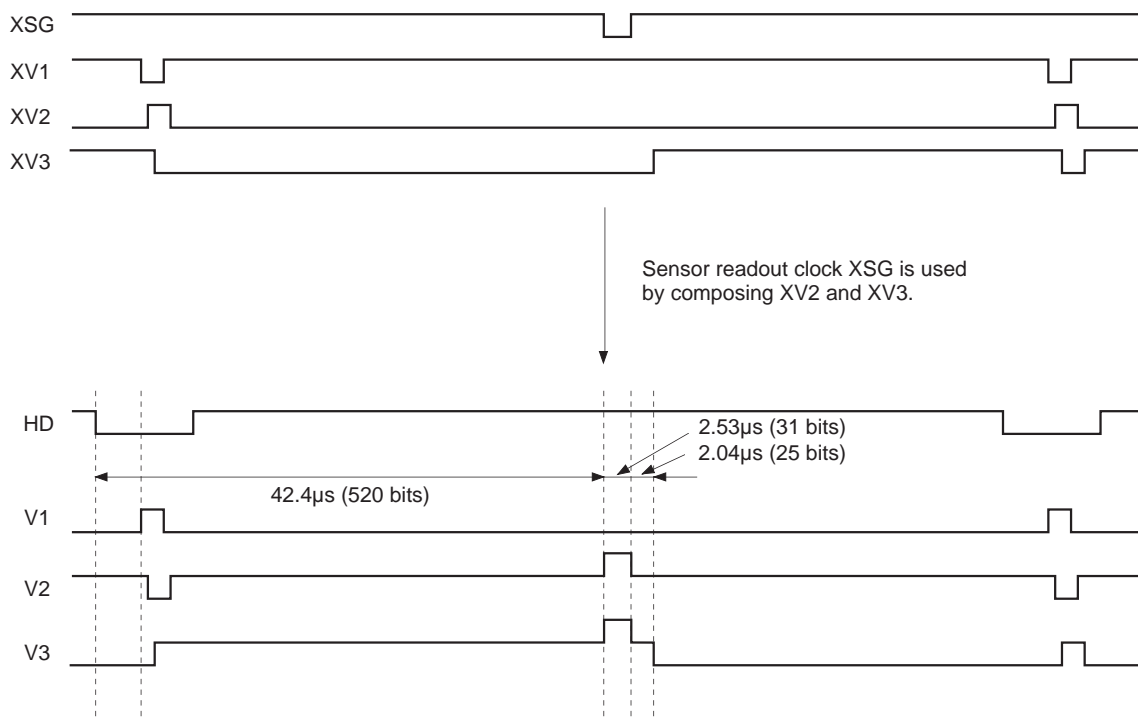 XSG
XV1
XV2
XV3
Sensor readout clock XSG is used
by composing XV2 and XV3.
HD
2.53µs (31 bits)
2.04µs (25 bits)
42.4µs (520 bits)
V1
V2
V3